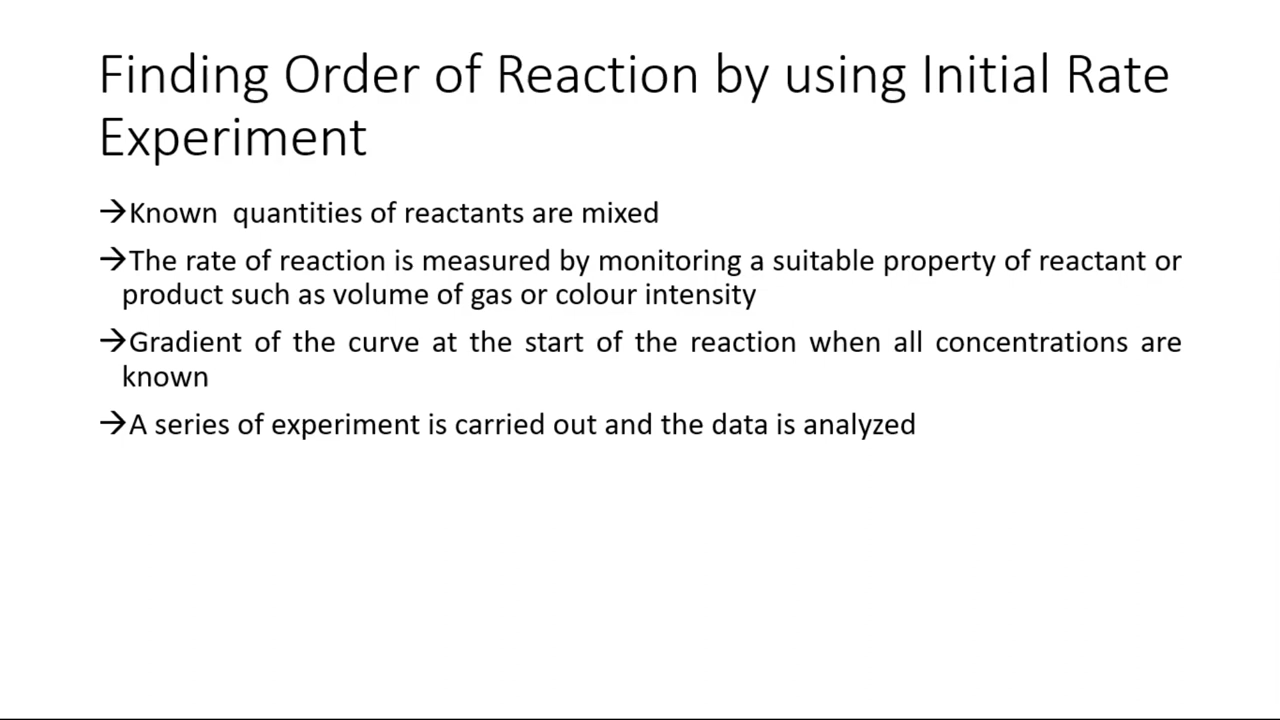 Finding Order of Reaction by using Initial Rate
Experiment
→Known  quantities of reactants are mixed
→The rate of reaction is measured by monitoring a suitable property of reactant or
product such as volume of gas or colour intensity
→Gradient of the curve at the start of the reaction when all concentrations are
known
→A series of experiment is carried out and the data is analyzed